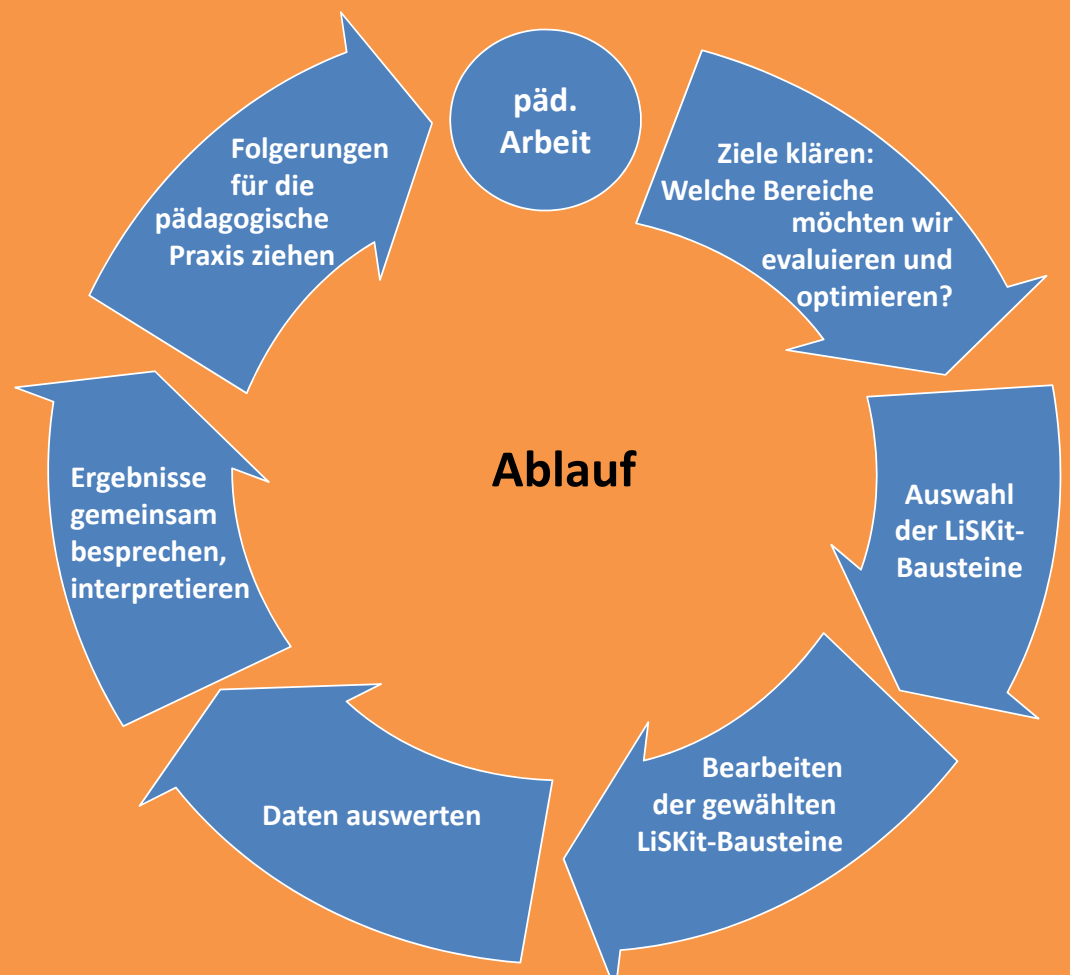 päd.
Arbeit
Ziele klären:
Welche Bereiche
möchten wir
evaluieren und
optimieren?
Auswahl
der LiSKit-
Bausteine
Bearbeiten
der gewählten
LiSKit-Bausteine
Daten auswerten
Ergebnisse
gemeinsam
besprechen,
interpretieren
Folgerungen
für die
pädagogische
Praxis ziehen
Ablauf